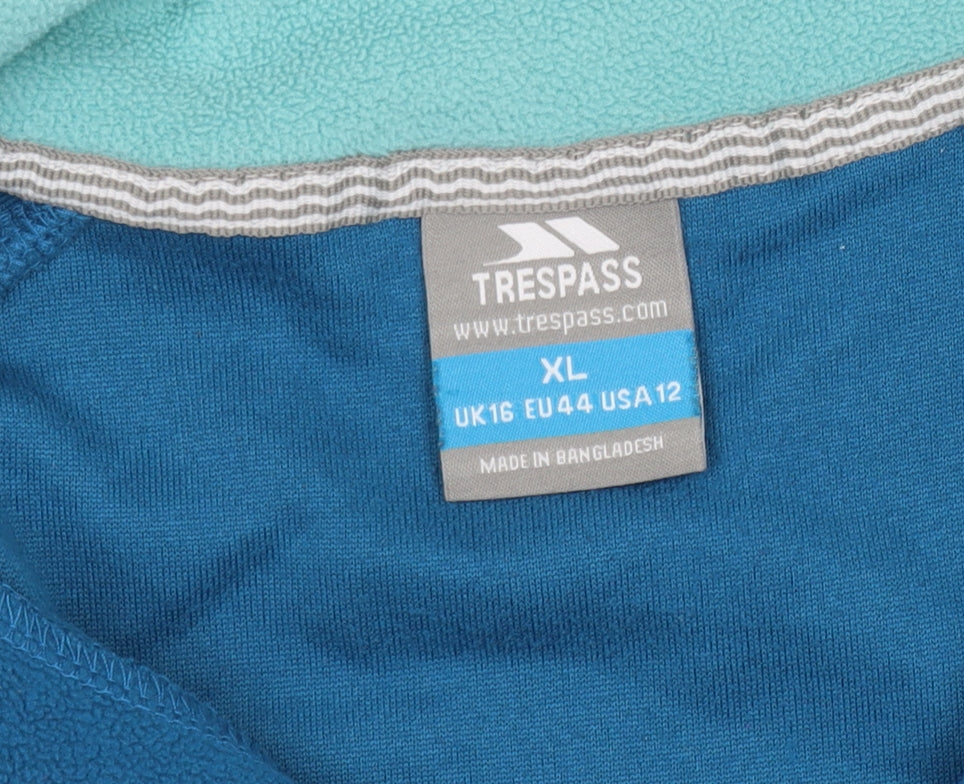 TRESPASS
www.trespass.com
XL
UK16 EU44 USA12
MADE IN BANGLADESH